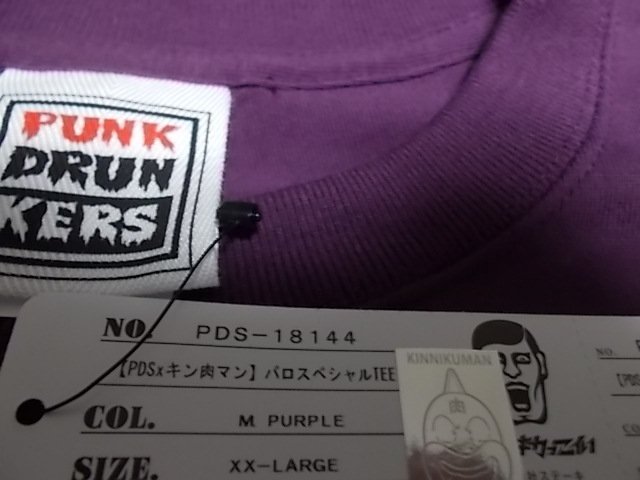 PUNK
DRUN
KERS
NO. PDS-18144
【PDSxキン肉マン】パロスペシャルTEE
COL. M PURPLE
SIZE. XX-LARGE
KINNIKUMAN
肉
NO.